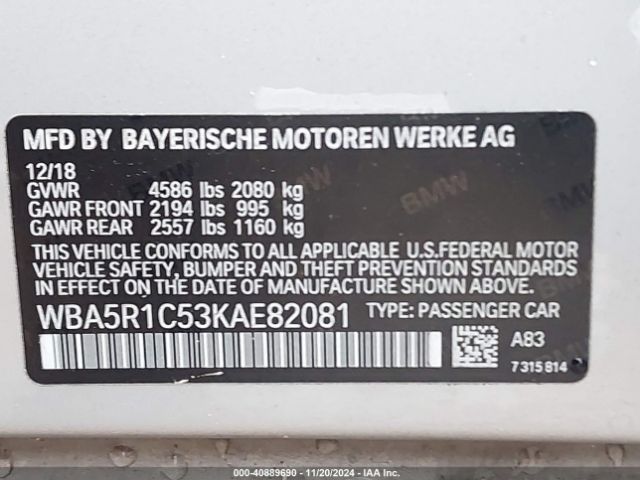 MFD BY BAYERISCHE MOTOREN WERKE AG
12/18
GVWR 4586 lbs 2080 kg
GAWR FRONT 2194 lbs 995 kg
GAWR REAR 2557 lbs 1160 kg
THIS VEHICLE CONFORMS TO ALL APPLICABLE U.S.FEDERAL MOTOR
VEHICLE SAFETY, BUMPER AND THEFT PREVENTION STANDARDS
IN EFFECT ON THE DATE OF MANUFACTURE SHOWN ABOVE.
WBA5R1C53KAE82081 TYPE: PASSENGER CAR
A83
7315814
BMW
000-40889690 - 11/20/2024 - IAAI.COM